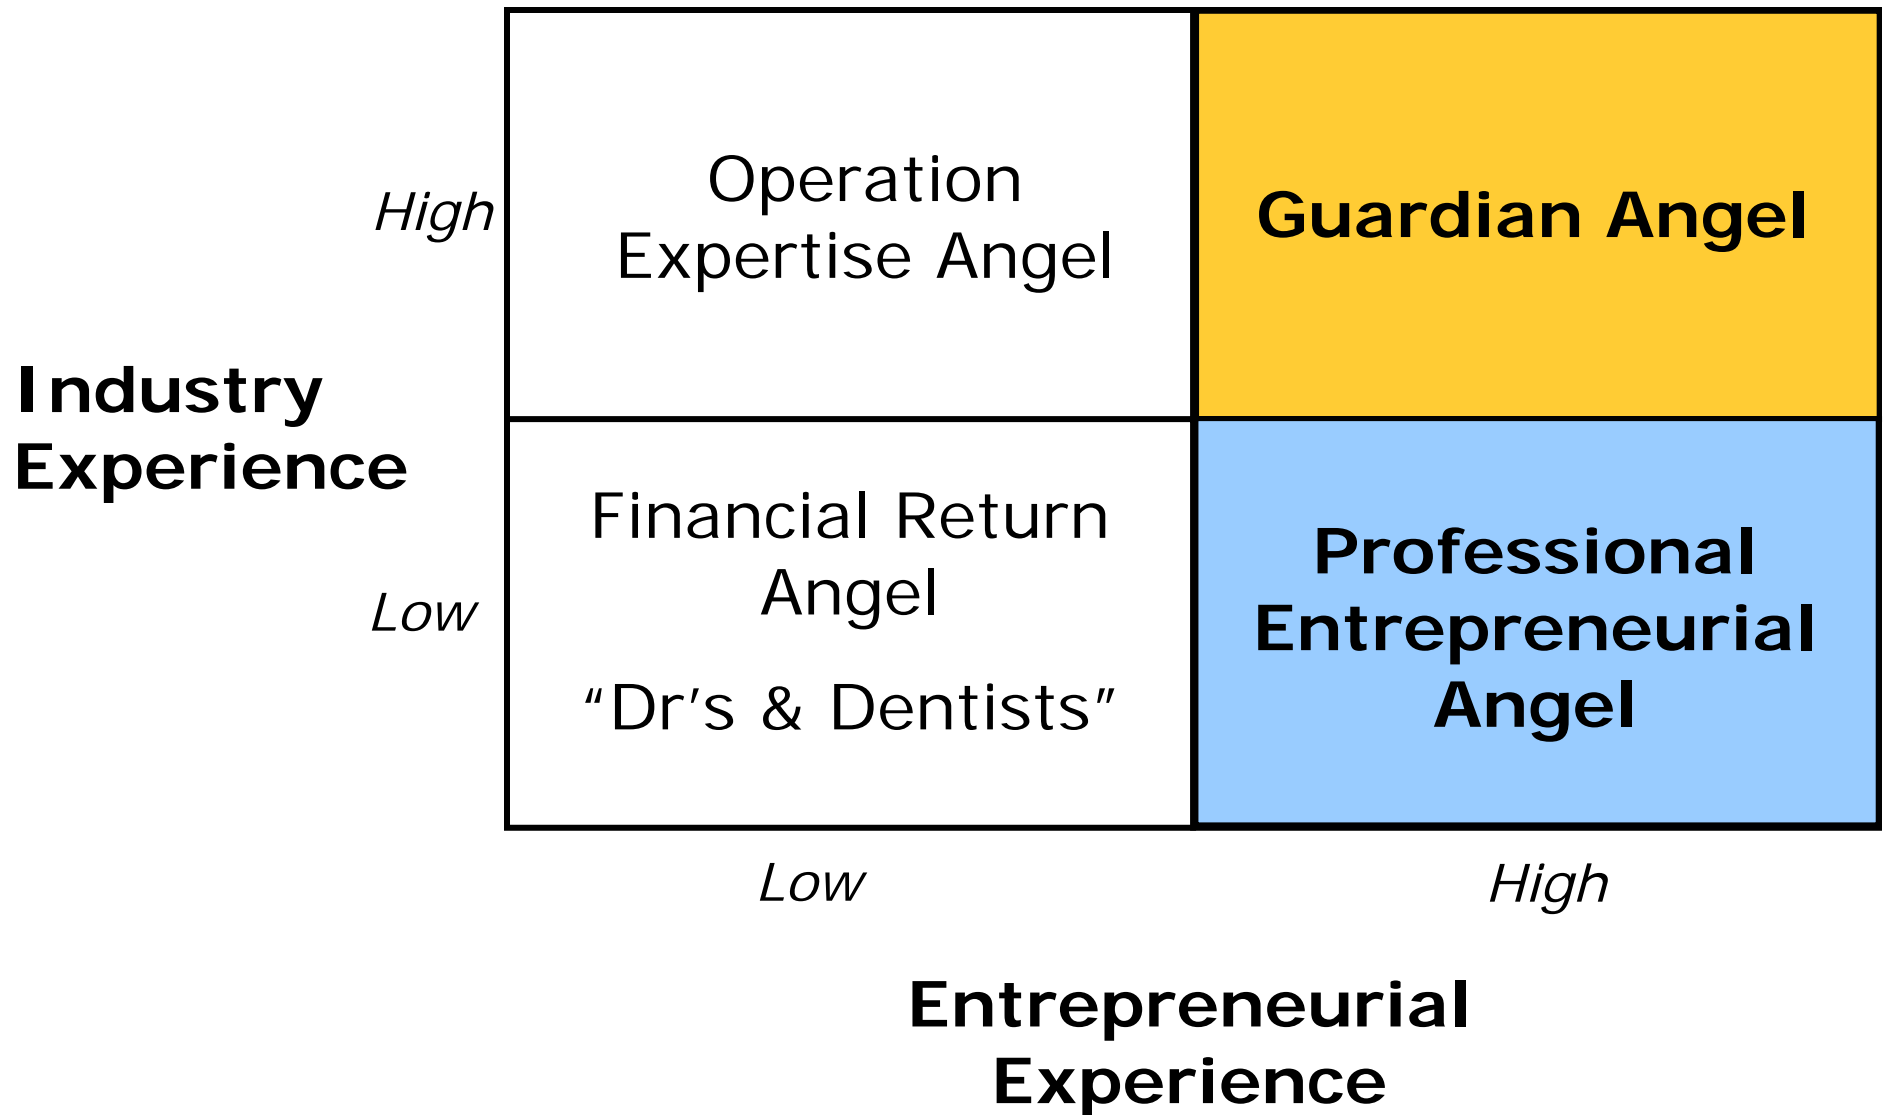 Operation
Expertise Angel
Guardian Angel
High
Industry
Experience
Financial Return
Angel
“Dr’s & Dentists”
Professional
Entrepreneurial
Angel
Low
Low
High
Entrepreneurial
Experience